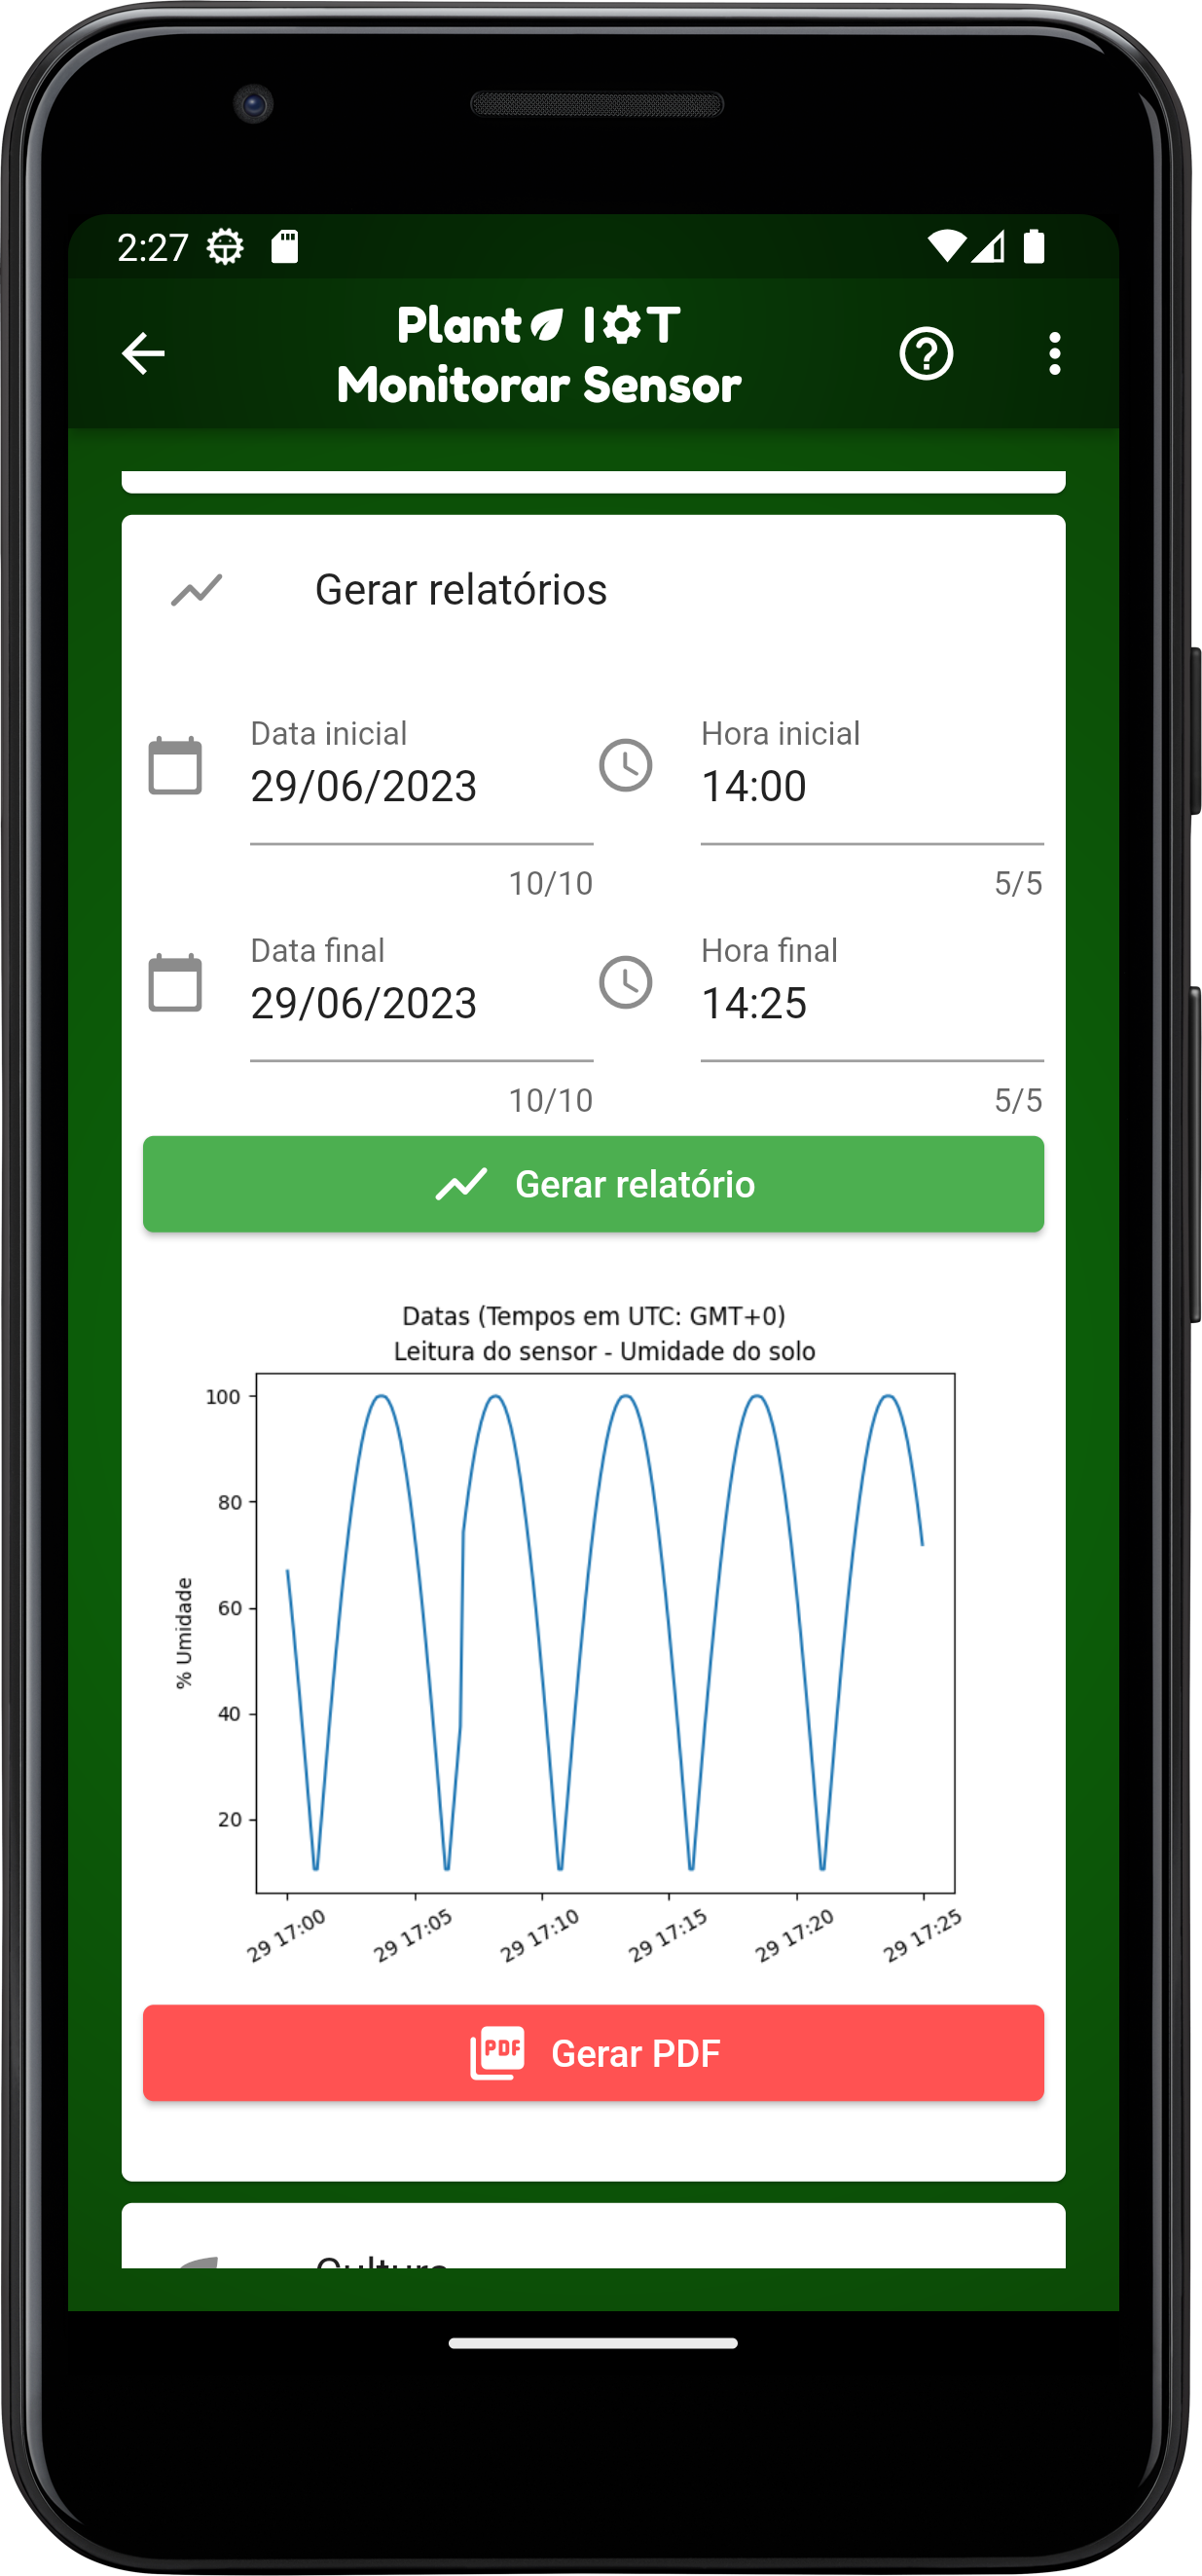 2:27
Plant IOT
Monitorar Sensor
Gerar relatórios
Data inicial
Hora inicial
29/06/2023
14:00
10/10
5/5
Data final
Hora final
29/06/2023
14:25
10/10
5/5
Gerar relatório
Datas (Tempos em UTC: GMT+0)
Leitura do sensor - Umidade do solo
100
80
60
40
20
% Umidade
29 17:00
29 17:05
29 17:10
29 17:15
29 17:20
29 17:25
PDF
Gerar PDF